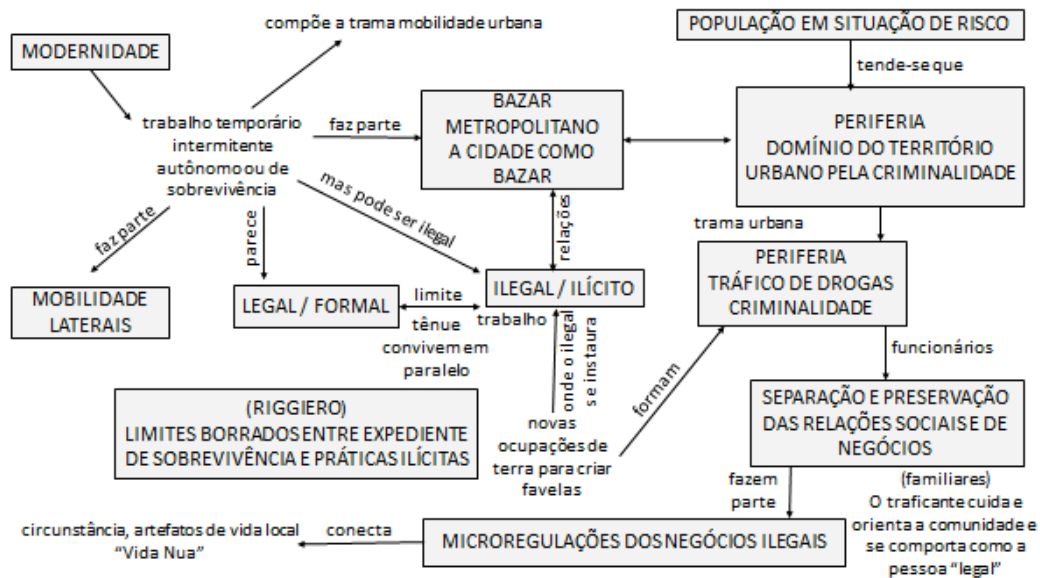 compõe a trama mobilidade urbana
POPULAÇÃO EM SITUAÇÃO DE RISCO
MODERNIDADE
tende-se que
trabalho temporário
intermitente
autônomo ou de
sobrevivência
faz parte
BAZAR
METROPOLITANO
A CIDADE COMO
BAZAR
PERIFERIA
DOMÍNIO DO TERRITÓRIO
URBANO PELA CRIMINALIDADE
faz parte
parece
mas pode ser ilegal
relações
trama urbana
MOBILIDADE
LATERAIS
LEGAL / FORMAL
limite
tênue
convivem em
paralelo
ILEGAL / ILÍCITO
trabalho
PERIFERIA
TRÁFICO DE DROGAS
CRIMINALIDADE
onde o ilegal
se instaura
formam
funcionários
(RIGGIERO)
LIMITES BORRADOS ENTRE EXPEDIENTE
DE SOBREVIVÊNCIA E PRÁTICAS ILÍCITAS
novas
ocupações de
terra para criar
favelas
SEPARAÇÃO E PRESERVAÇÃO
DAS RELAÇÕES SOCIAIS E DE
NEGÓCIOS
fazem
parte
(familiares)
O traficante cuida e
orienta a comunidade e
se comporta como a
pessoa “legal”
circunstância, artefatos de vida local
“Vida Nua”
conecta
MICROREGULAÇÕES DOS NEGÓCIOS ILEGAIS